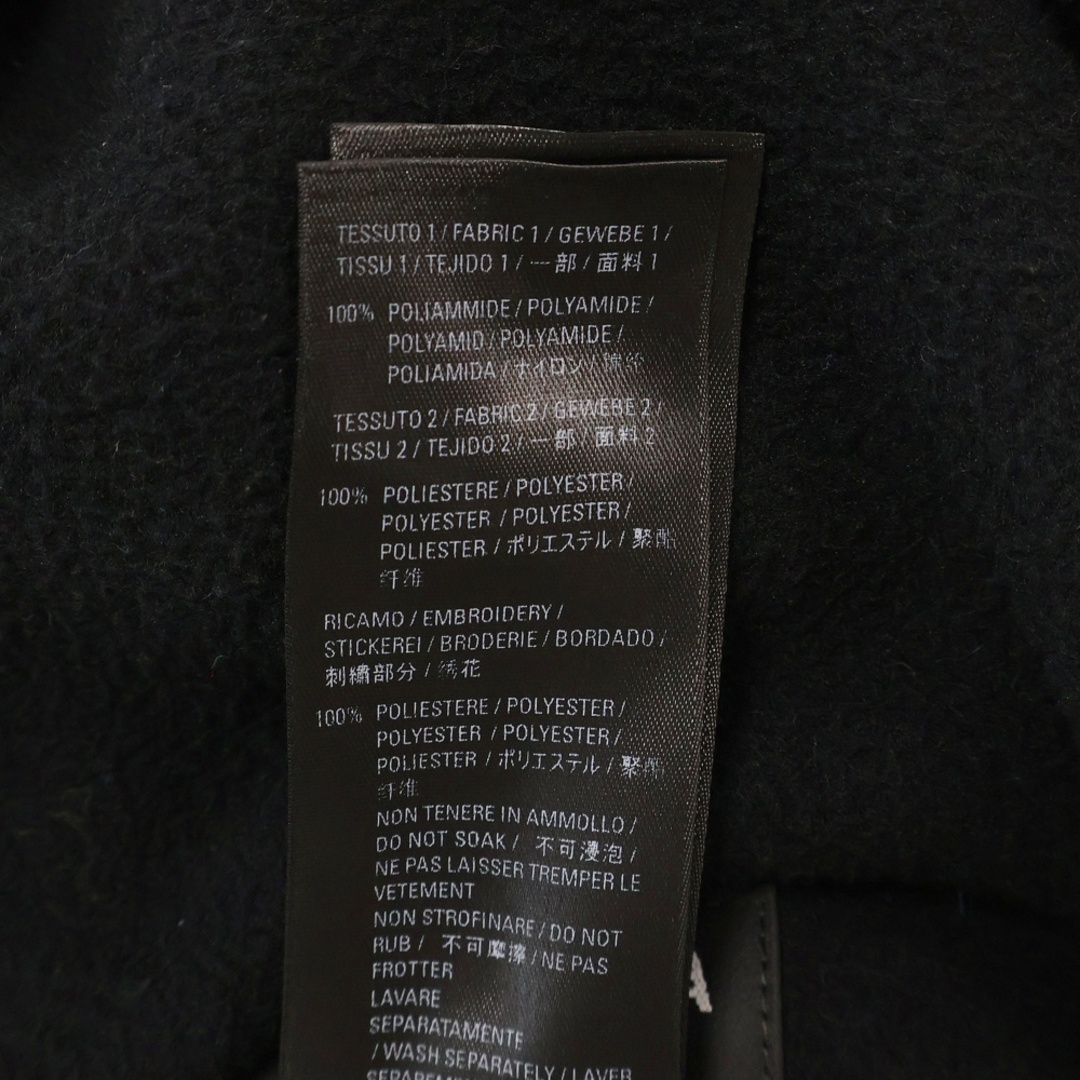 TESSUTO 1 / FABRIC 1 / GEWEBE 1 /
TISSU 1 / TEJIDO 1 / 一部 / 面料 1
100% POLIAMMIDE / POLYAMIDE /
POLYAMID / POLYAMIDE /
POLIAMIDA / ナイロン / 锦纶
TESSUTO 2 / FABRIC 2 / GEWEBE 2 /
TISSU 2 / TEJIDO 2 / 一部 / 面料 2
100% POLIESTERE / POLYESTER /
POLYESTER / POLYESTER /
POLIESTER / ポリエステル / 聚酯
纤维
RICAMO / EMBROIDERY /
STICKEREI / BRODERIE / BORDADO /
刺繍部分 / 绣花
100% POLIESTERE / POLYESTER /
POLYESTER / POLYESTER /
POLIESTER / ポリエステル / 聚酯
纤维
NON TENERE IN AMMOLLO /
DO NOT SOAK / 不可浸泡 /
NE PAS LAISSER TREMPER LE
VETEMENT
NON STROFINARE / DO NOT
RUB / 不可摩擦 / NE PAS
FROTTER
LAVARE
SEPARATAMENTE
/ WASH SEPARATELY / LAVER